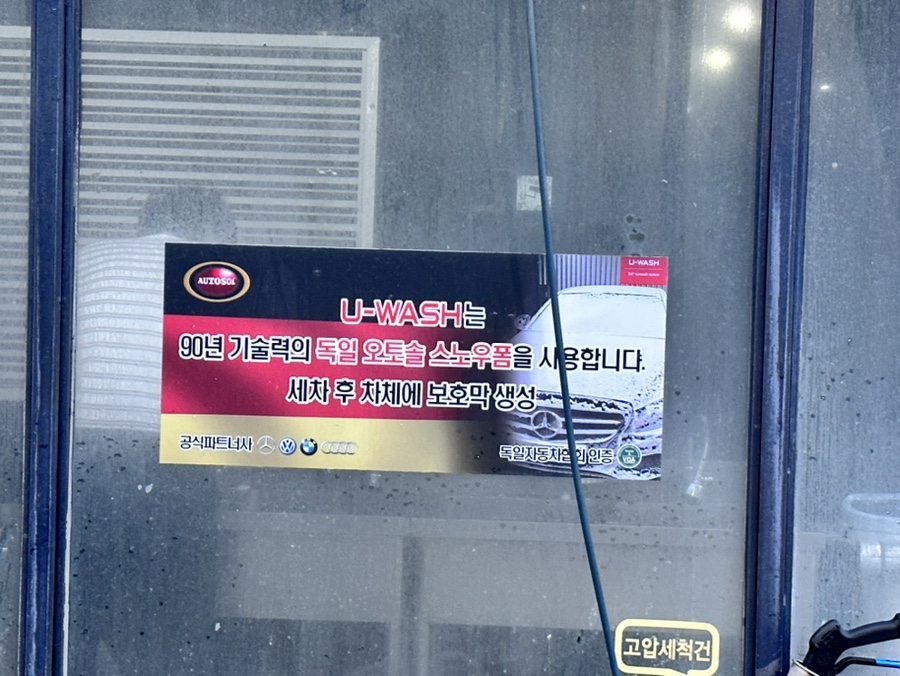 AUTOSOL
U-WASH
U-WASH는
90년 기술력의 독일 오토솔 스노우폼을 사용합니다.
세차 후 차체에 보호막 생성
공식파트너사
독일자동차협회 인증
VDA
고압세척건